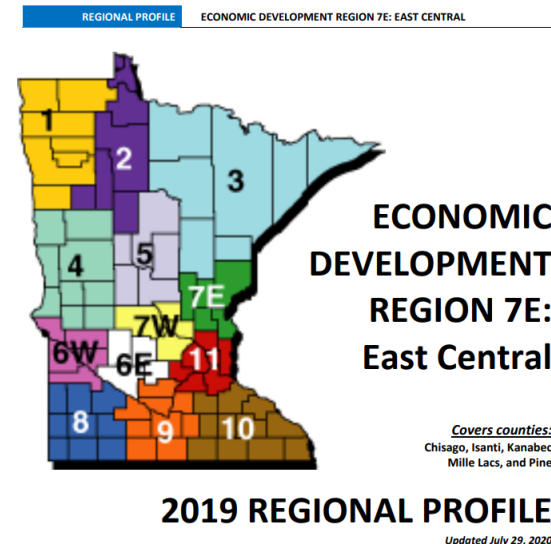 REGIONAL PROFILE ECONOMIC DEVELOPMENT REGION 7E: EAST CENTRAL
1
2
3
4
5
7E
7W
6W
6E
11
8
9
10
ECONOMIC
DEVELOPMENT
REGION 7E:
East Central
Covers counties:
Chisago, Isanti, Kanabec
Mille Lacs, and Pine
2019 REGIONAL PROFILE
Updated July 29, 2020